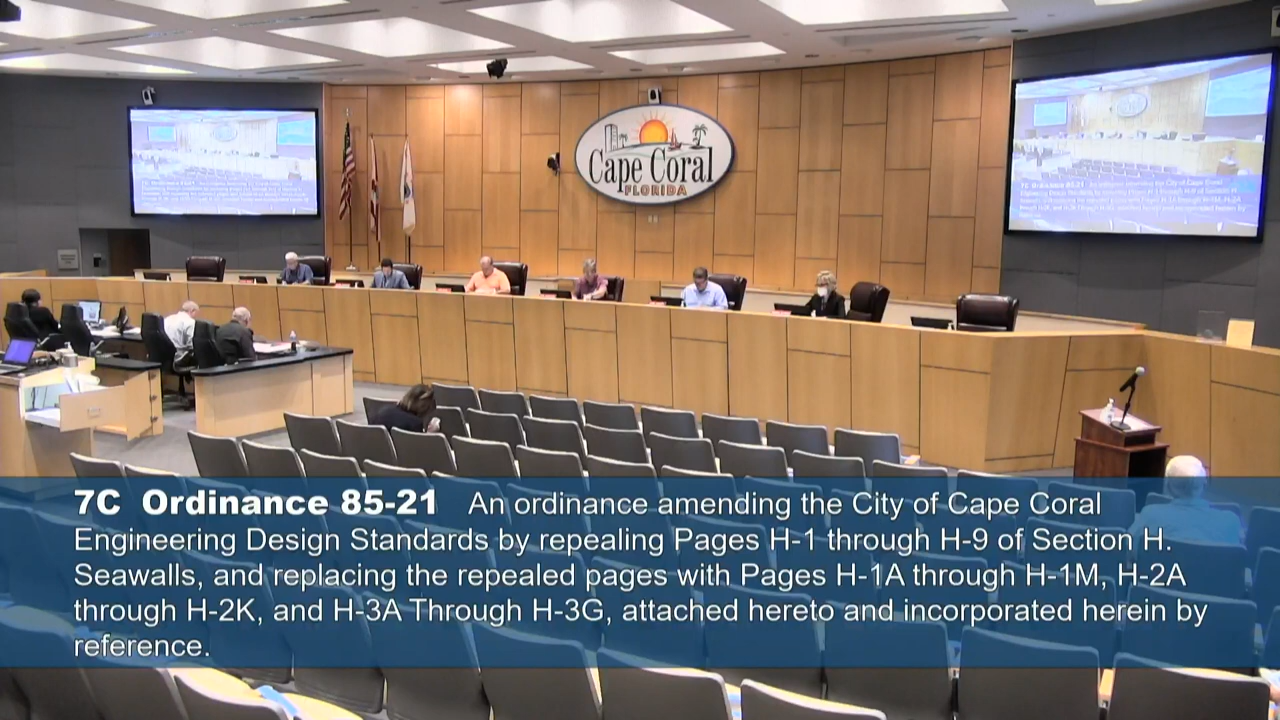 Cape Coral
FLORIDA
7C Ordinance 85-21 An ordinance amending the City of Cape Coral
Engineering Design Standards by repealing Pages H-1 through H-9 of Section H.
Seawalls, and replacing the repealed pages with Pages H-1A through H-1M, H-2A
through H-2K, and H-3A Through H-3G, attached hereto and incorporated herein by
reference.